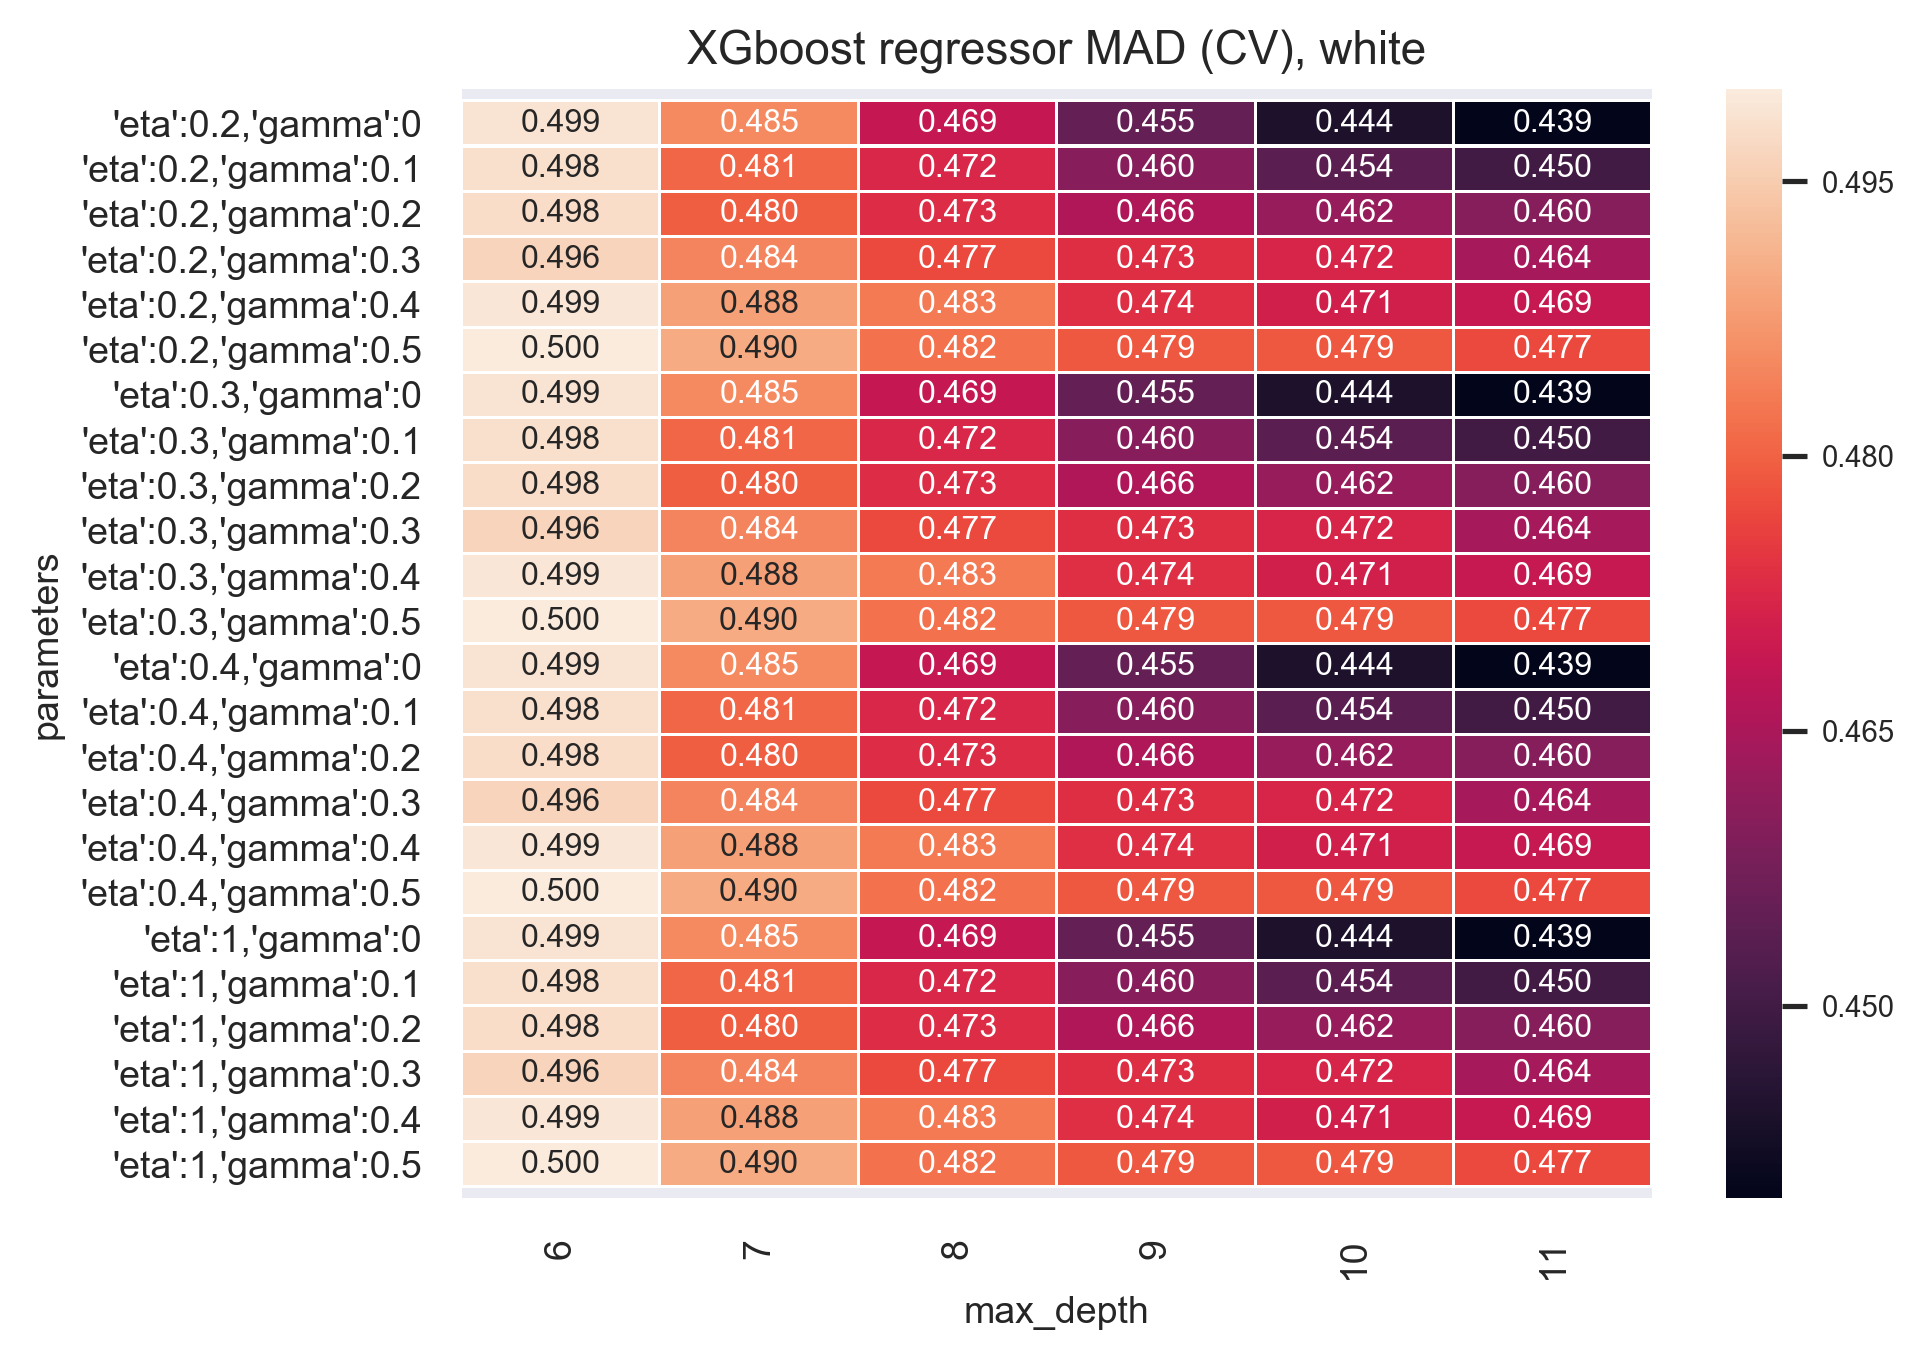 XGboost regressor MAD (CV), white
'eta':0.2,'gamma':0 0.499 0.485 0.469 0.455 0.444 0.439
'eta':0.2,'gamma':0.1 0.498 0.481 0.472 0.460 0.454 0.450
'eta':0.2,'gamma':0.2 0.498 0.480 0.473 0.466 0.462 0.460
'eta':0.2,'gamma':0.3 0.496 0.484 0.477 0.473 0.472 0.464
'eta':0.2,'gamma':0.4 0.499 0.488 0.483 0.474 0.471 0.469
'eta':0.2,'gamma':0.5 0.500 0.490 0.482 0.479 0.479 0.477
'eta':0.3,'gamma':0 0.499 0.485 0.469 0.455 0.444 0.439
'eta':0.3,'gamma':0.1 0.498 0.481 0.472 0.460 0.454 0.450
'eta':0.3,'gamma':0.2 0.498 0.480 0.473 0.466 0.462 0.460
'eta':0.3,'gamma':0.3 0.496 0.484 0.477 0.473 0.472 0.464
'eta':0.3,'gamma':0.4 0.499 0.488 0.483 0.474 0.471 0.469
'eta':0.3,'gamma':0.5 0.500 0.490 0.482 0.479 0.479 0.477
'eta':0.4,'gamma':0 0.499 0.485 0.469 0.455 0.444 0.439
'eta':0.4,'gamma':0.1 0.498 0.481 0.472 0.460 0.454 0.450
'eta':0.4,'gamma':0.2 0.498 0.480 0.473 0.466 0.462 0.460
'eta':0.4,'gamma':0.3 0.496 0.484 0.477 0.473 0.472 0.464
'eta':0.4,'gamma':0.4 0.499 0.488 0.483 0.474 0.471 0.469
'eta':0.4,'gamma':0.5 0.500 0.490 0.482 0.479 0.479 0.477
'eta':1,'gamma':0 0.499 0.485 0.469 0.455 0.444 0.439
'eta':1,'gamma':0.1 0.498 0.481 0.472 0.460 0.454 0.450
'eta':1,'gamma':0.2 0.498 0.480 0.473 0.466 0.462 0.460
'eta':1,'gamma':0.3 0.496 0.484 0.477 0.473 0.472 0.464
'eta':1,'gamma':0.4 0.499 0.488 0.483 0.474 0.471 0.469
'eta':1,'gamma':0.5 0.500 0.490 0.482 0.479 0.479 0.477
6 7 8 9 10 11
max_depth
parameters
0.495
0.480
0.465
0.450